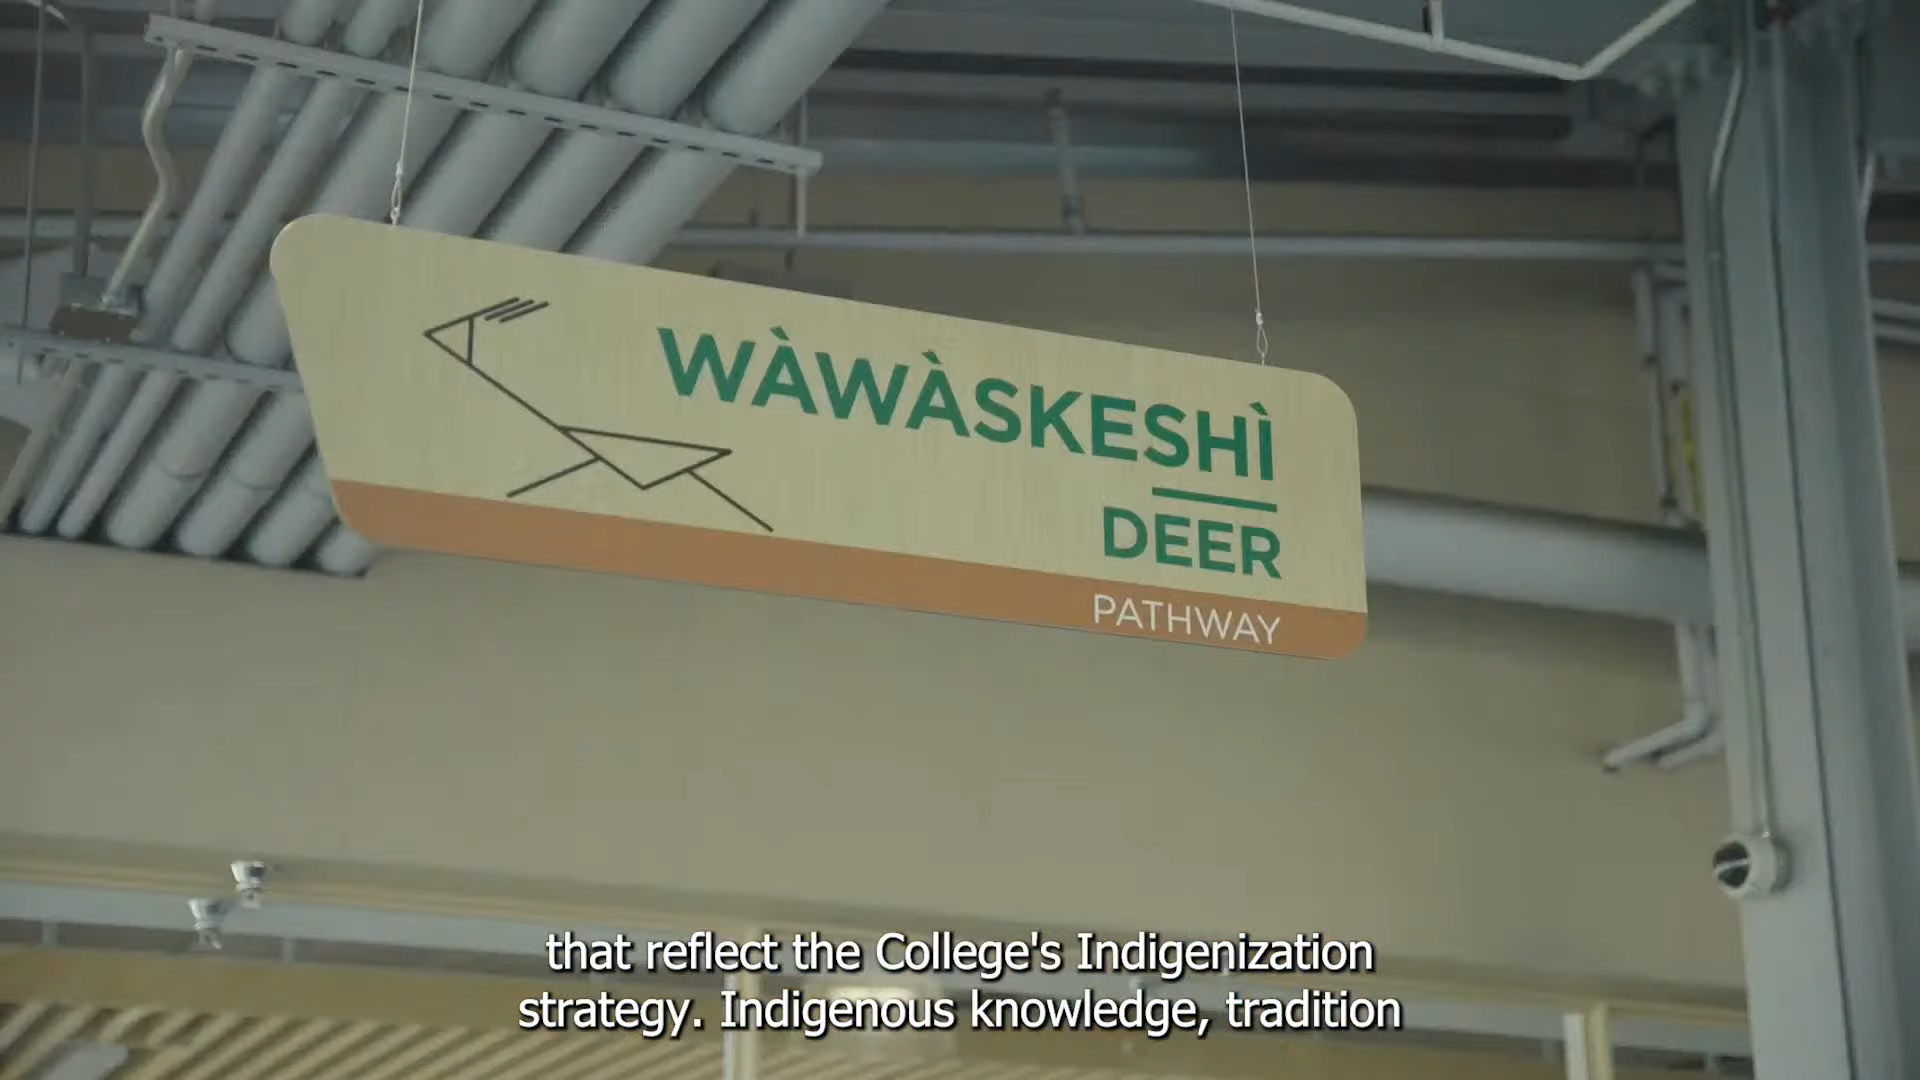 WÀWÀSKESHÌ
DEER
PATHWAY
that reflect the College's Indigenization
strategy. Indigenous knowledge, tradition